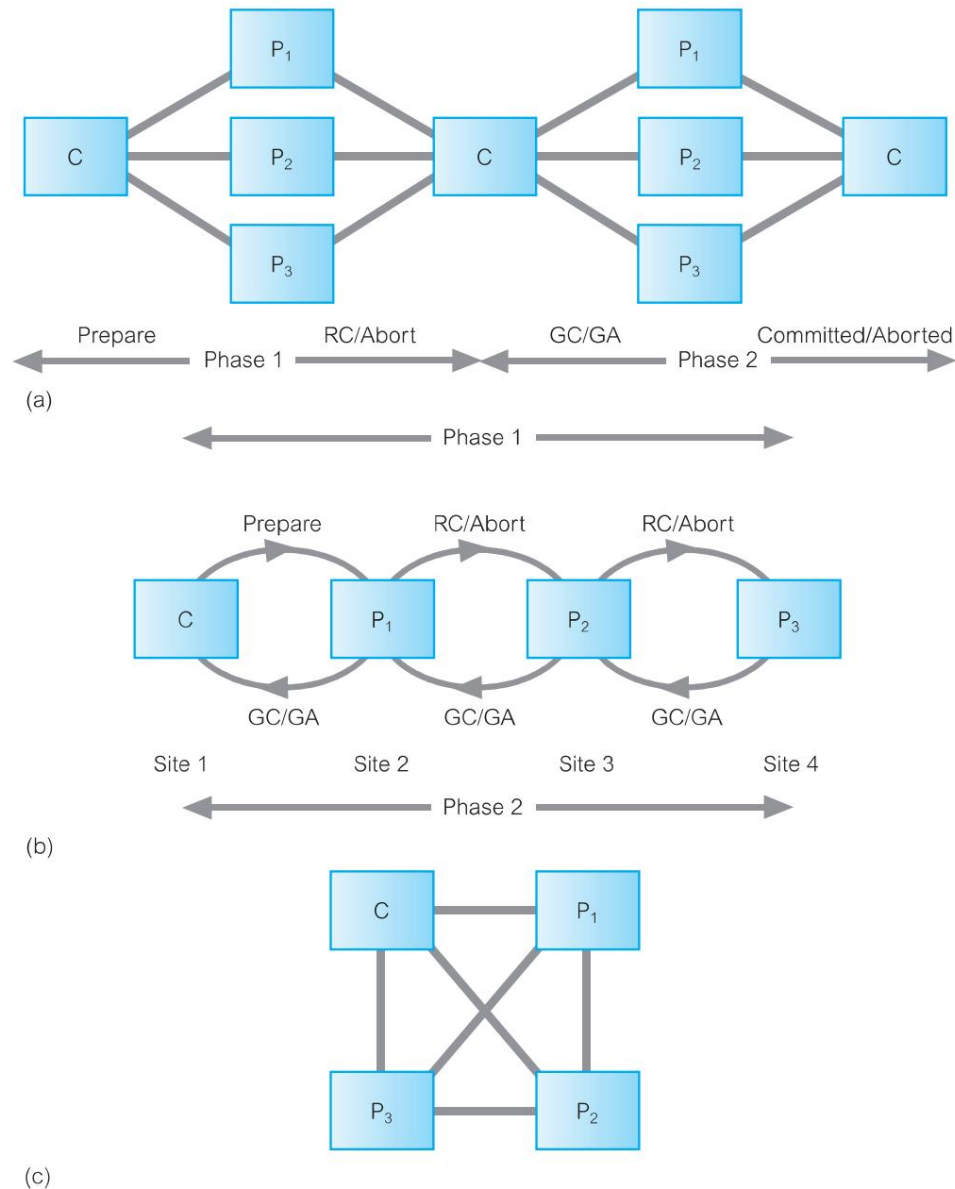 P₁ P₁
C P₂ C P₂ C
P₃ P₃
Prepare RC/Abort GC/GA Committed/Aborted
Phase 1 Phase 2
(a)
Phase 1
Prepare RC/Abort RC/Abort
C P₁ P₂ P₃
GC/GA GC/GA GC/GA
Site 1 Site 2 Site 3 Site 4
Phase 2
(b)
C P₁
P₃ P₂
(c)